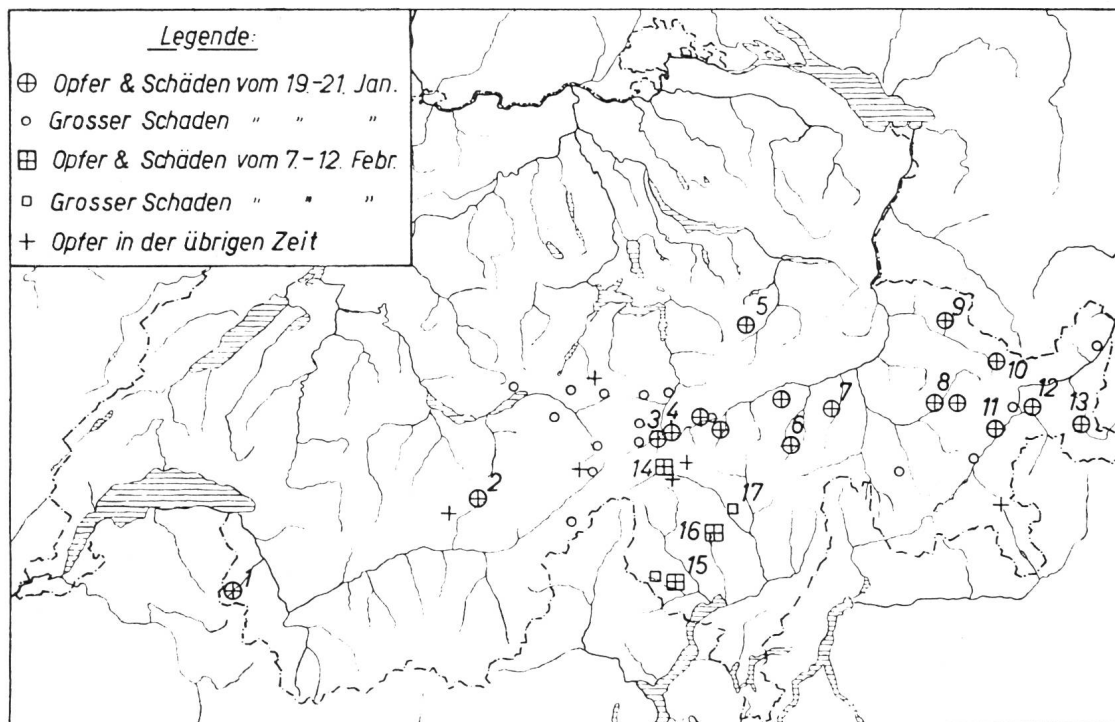 Legende:
Opfer & Schäden vom 19.-21. Jan.
Grosser Schaden " " "
Opfer & Schäden vom 7.-12. Febr.
Grosser Schaden " " "
Opfer in der übrigen Zeit
5
9
10
8
12
7
13
3
4
11
6
14
2
17
16
1
15